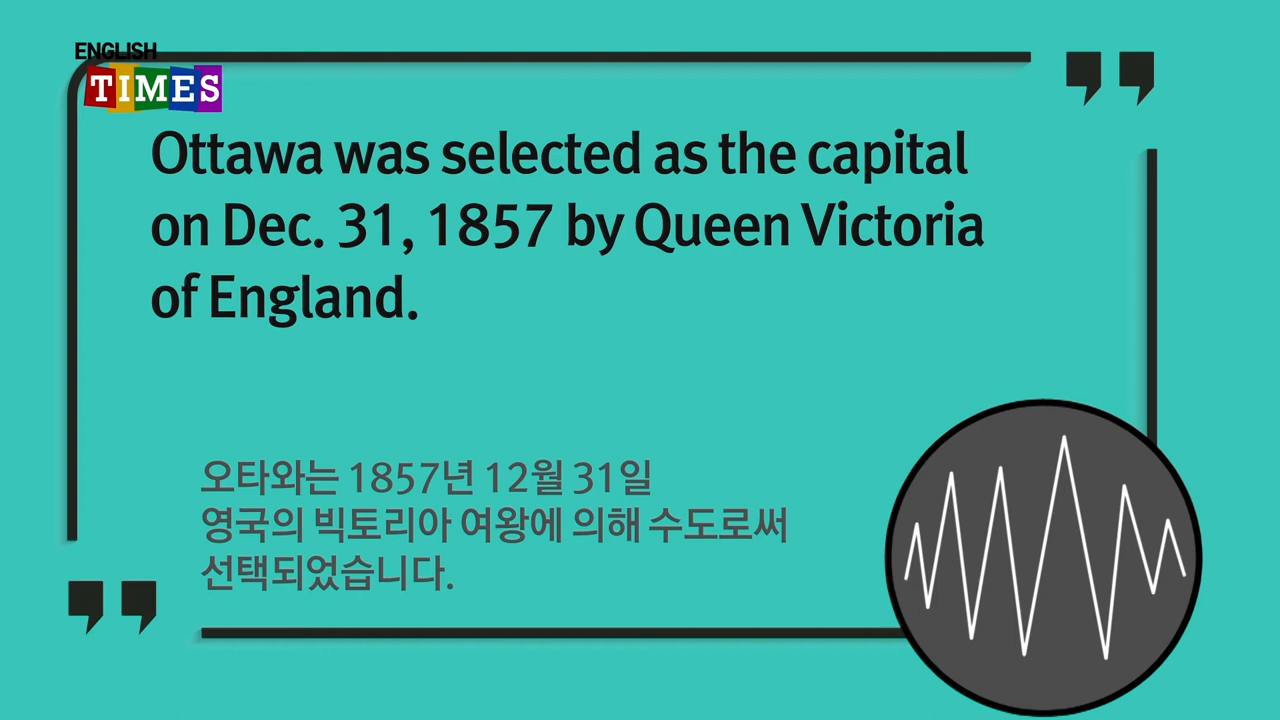 ENGLISH
TIMES
Ottawa was selected as the capital
on Dec. 31, 1857 by Queen Victoria
of England.
오타와는 1857년 12월 31일
영국의 빅토리아 여왕에 의해 수도로써
선택되었습니다.